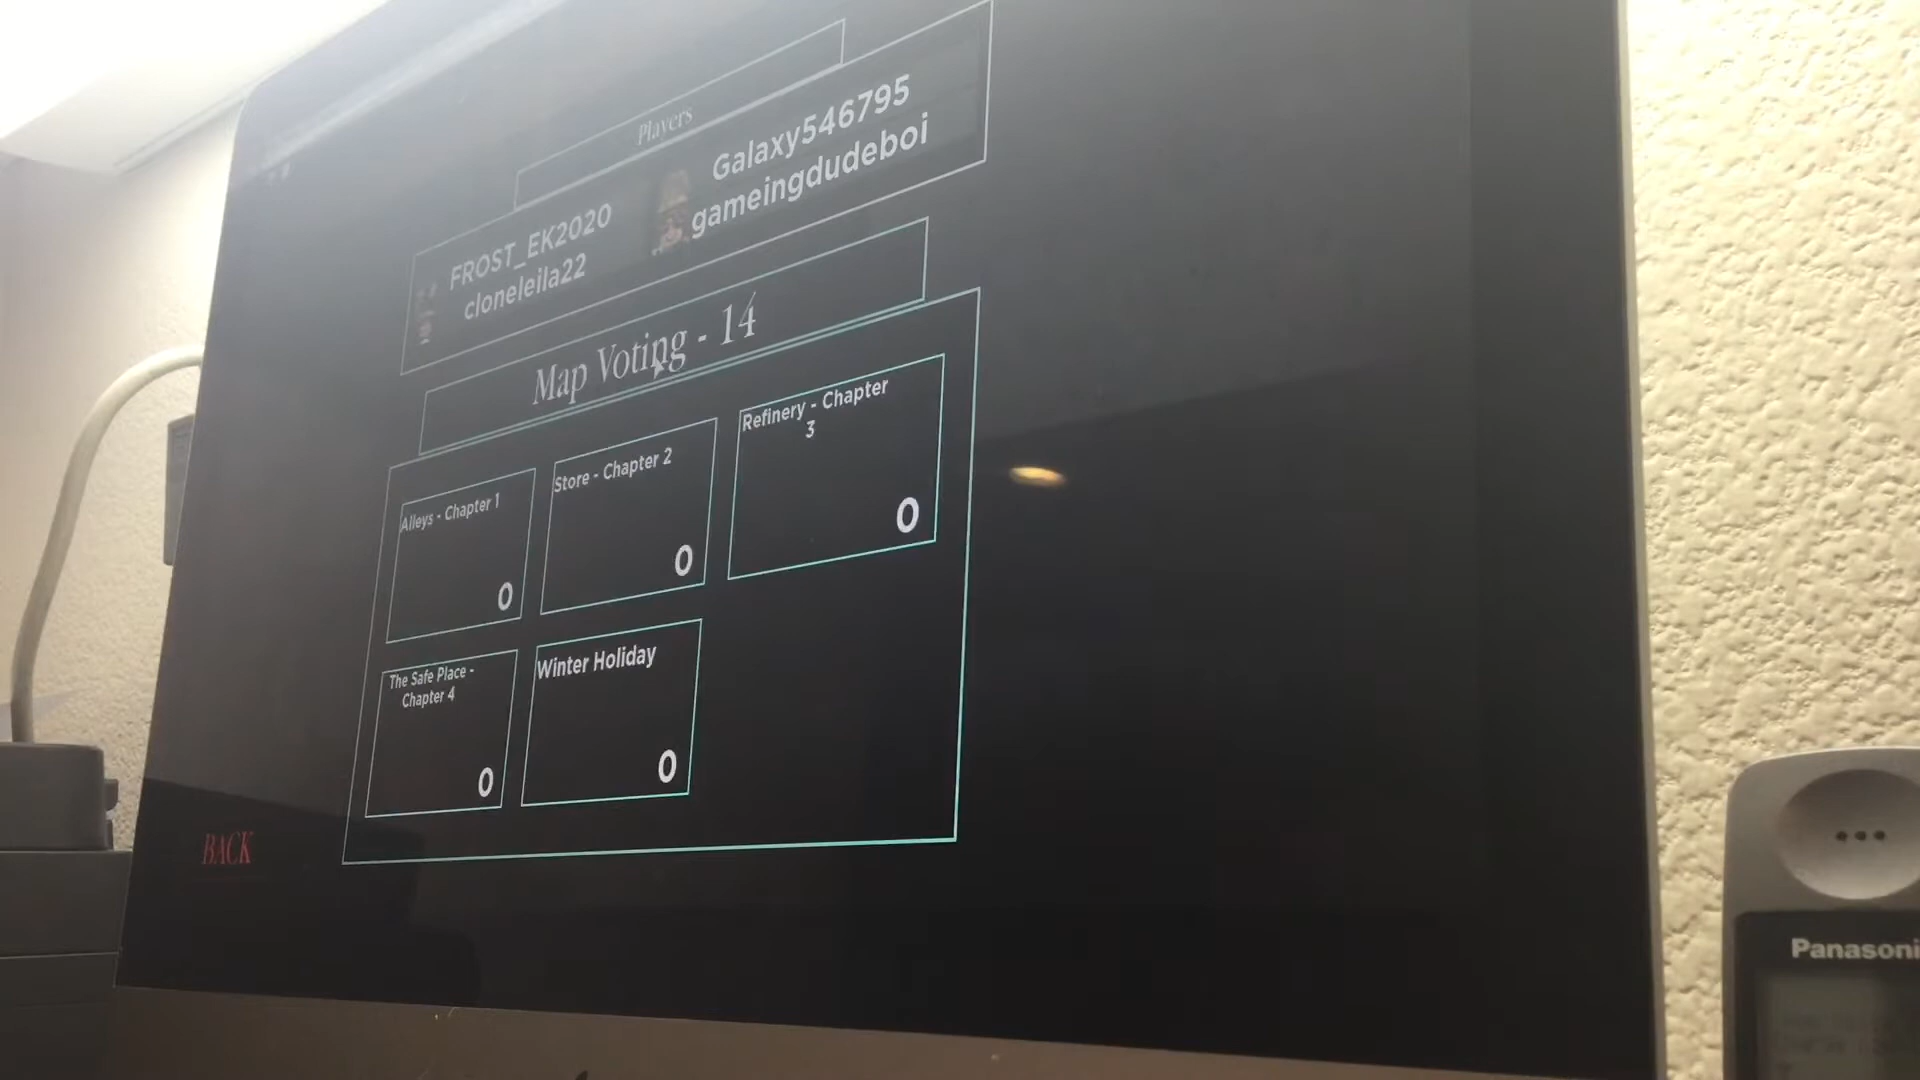 Players
FROST_EK2020
cloneleila22
Galaxy546795
gameingdudeboi
Map Voting - 14
Alleys - Chapter 1
0
Store - Chapter 2
0
Refinery - Chapter
3
0
The Safe Place -
Chapter 4
0
Winter Holiday
0
BACK
Panasoni